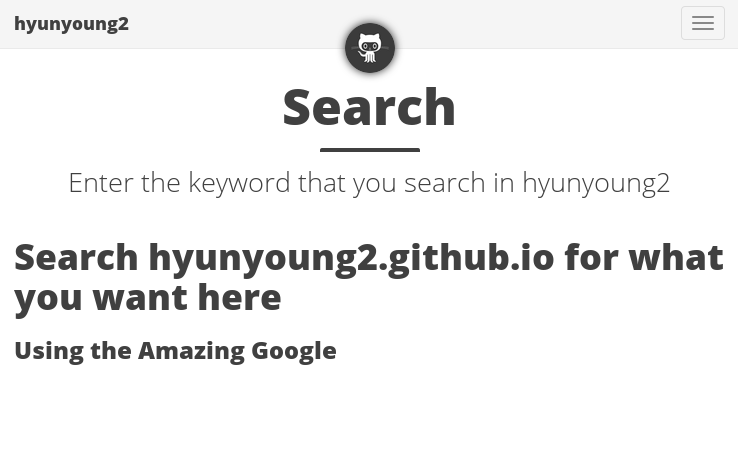 hyunyoung2
Search
Enter the keyword that you search in hyunyoung2
Search hyunyoung2.github.io for what
you want here
Using the Amazing Google